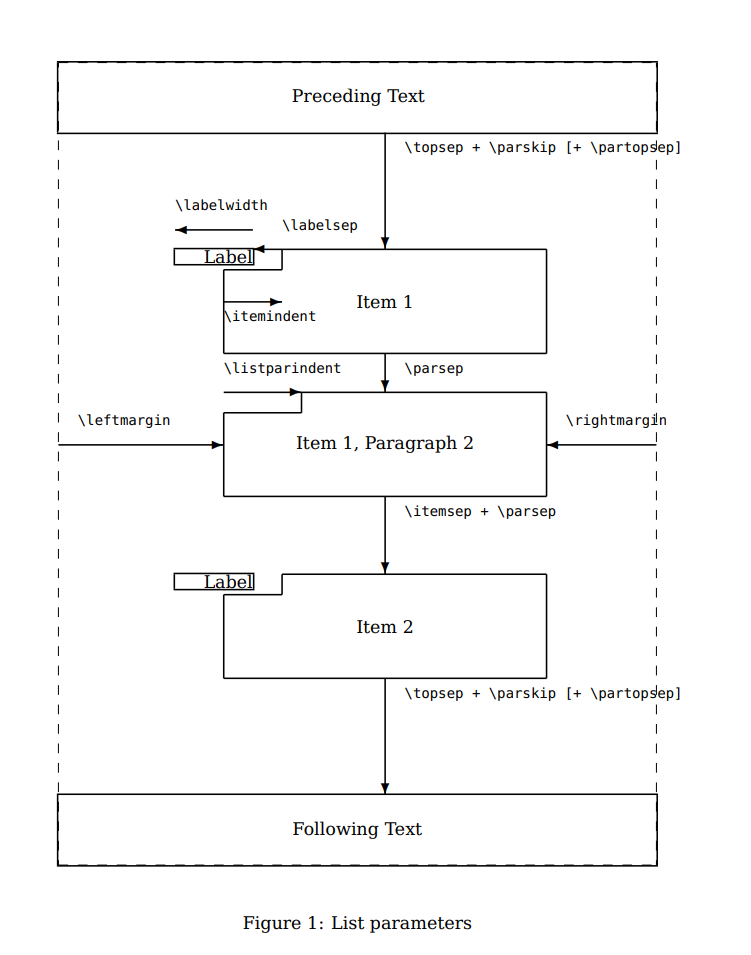 Preceding Text
\topsep + \parskip [+ \partopsep]
\labelwidth
\labelsep
Label
Item 1
\itemindent
\listparindent
\parsep
\leftmargin
\rightmargin
Item 1, Paragraph 2
\itemsep + \parsep
Label
Item 2
\topsep + \parskip [+ \partopsep]
Following Text
Figure 1: List parameters